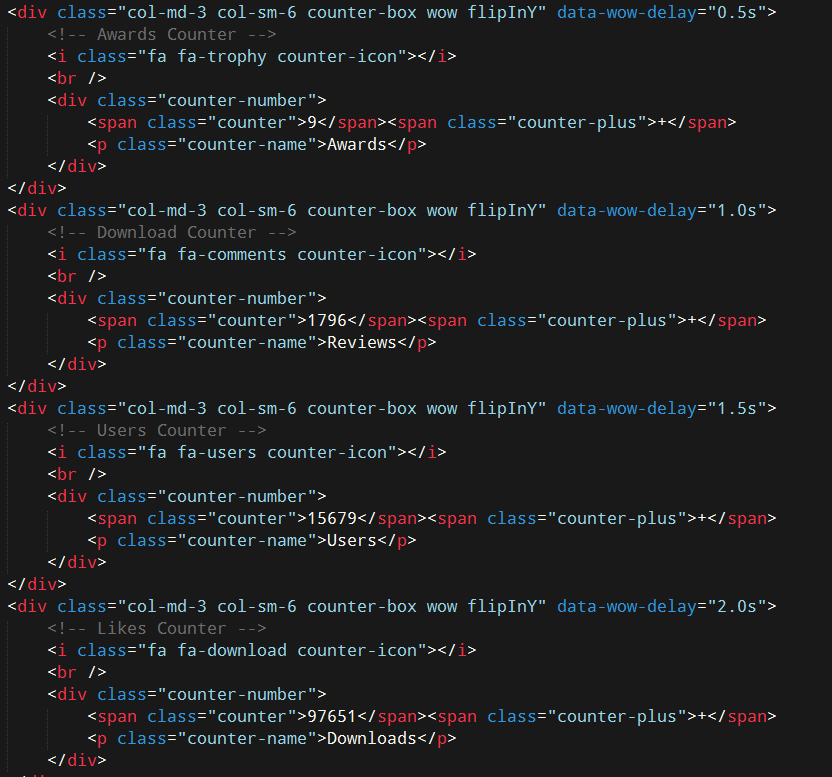 <div class="col-md-3 col-sm-6 counter-box wow flipInY" data-wow-delay="0.5s">
<!-- Awards Counter -->
<i class="fa fa-trophy counter-icon"></i>
<br />
<div class="counter-number">
<span class="counter">9</span><span class="counter-plus">+</span>
<p class="counter-name">Awards</p>
</div>
</div>
<div class="col-md-3 col-sm-6 counter-box wow flipInY" data-wow-delay="1.0s">
<!-- Download Counter -->
<i class="fa fa-comments counter-icon"></i>
<br />
<div class="counter-number">
<span class="counter">1796</span><span class="counter-plus">+</span>
<p class="counter-name">Reviews</p>
</div>
</div>
<div class="col-md-3 col-sm-6 counter-box wow flipInY" data-wow-delay="1.5s">
<!-- Users Counter -->
<i class="fa fa-users counter-icon"></i>
<br />
<div class="counter-number">
<span class="counter">15679</span><span class="counter-plus">+</span>
<p class="counter-name">Users</p>
</div>
</div>
<div class="col-md-3 col-sm-6 counter-box wow flipInY" data-wow-delay="2.0s">
<!-- Likes Counter -->
<i class="fa fa-download counter-icon"></i>
<br />
<div class="counter-number">
<span class="counter">97651</span><span class="counter-plus">+</span>
<p class="counter-name">Downloads</p>
</div>